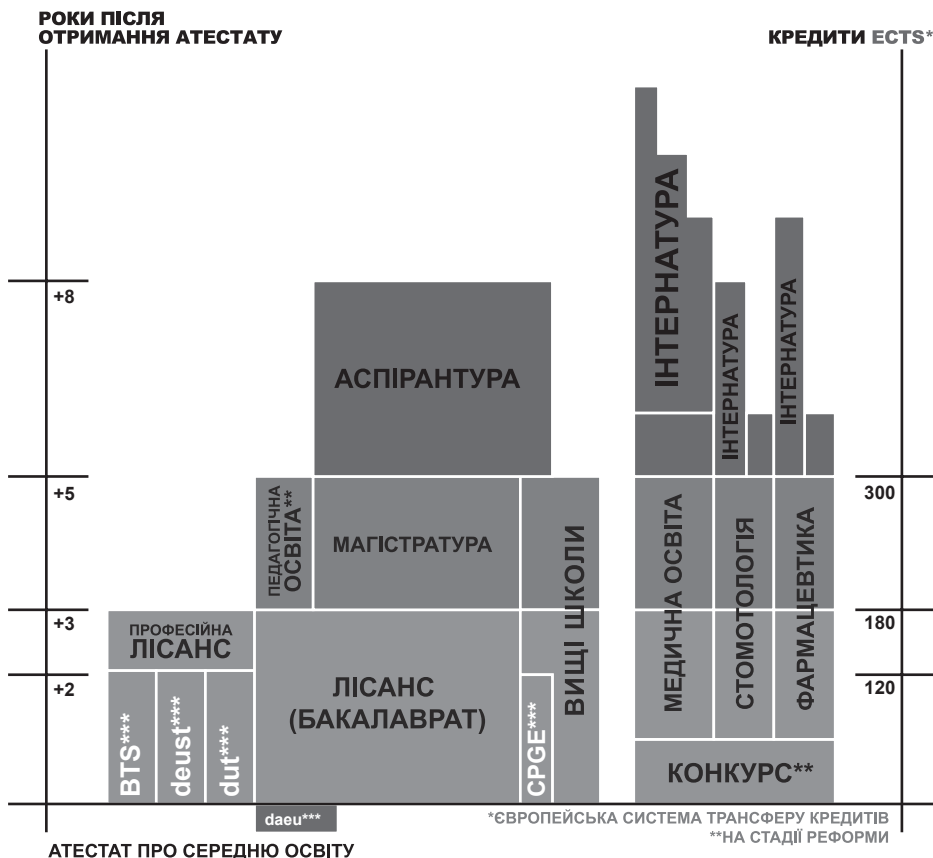 РОКИ ПІСЛЯ
ОТРИМАННЯ АТЕСТАТУ
КРЕДИТИ ECTS*
ІНТЕРНАТУРА
ІНТЕРНАТУРА
ІНТЕРНАТУРА
+8
АСПІРАНТУРА
+5
300
ПЕДАГОГІЧНА
ОСВІТА**
МАГІСТРАТУРА
ВИЩІ ШКОЛИ
МЕДИЧНА ОСВІТА
СТОМОТОЛОГІЯ
ФАРМАЦЕВТИКА
+3
180
ПРОФЕСІЙНА
ЛІСАНС
+2
120
ЛІСАНС
(БАКАЛАВРАТ)
BTS***
deust***
dut***
CPGE***
КОНКУРС**
daeu***
*ЄВРОПЕЙСЬКА СИСТЕМА ТРАНСФЕРУ КРЕДИТІВ
**НА СТАДІЇ РЕФОРМИ
АТЕСТАТ ПРО СЕРЕДНЮ ОСВІТУ